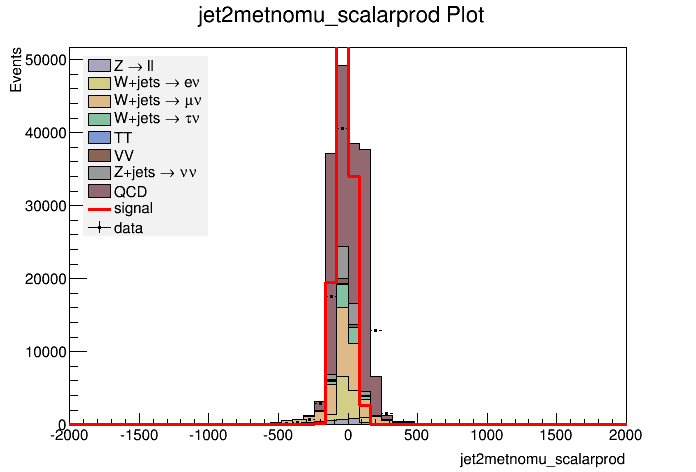 jet2metnomu_scalarprod Plot
Events
50000
40000
30000
20000
10000
0
Z → ll
W+jets → eν
W+jets → μν
W+jets → τν
TT
VV
Z+jets → νν
QCD
signal
data
-2000 -1500 -1000 -500 0 500 1000 1500 2000
jet2metnomu_scalarprod